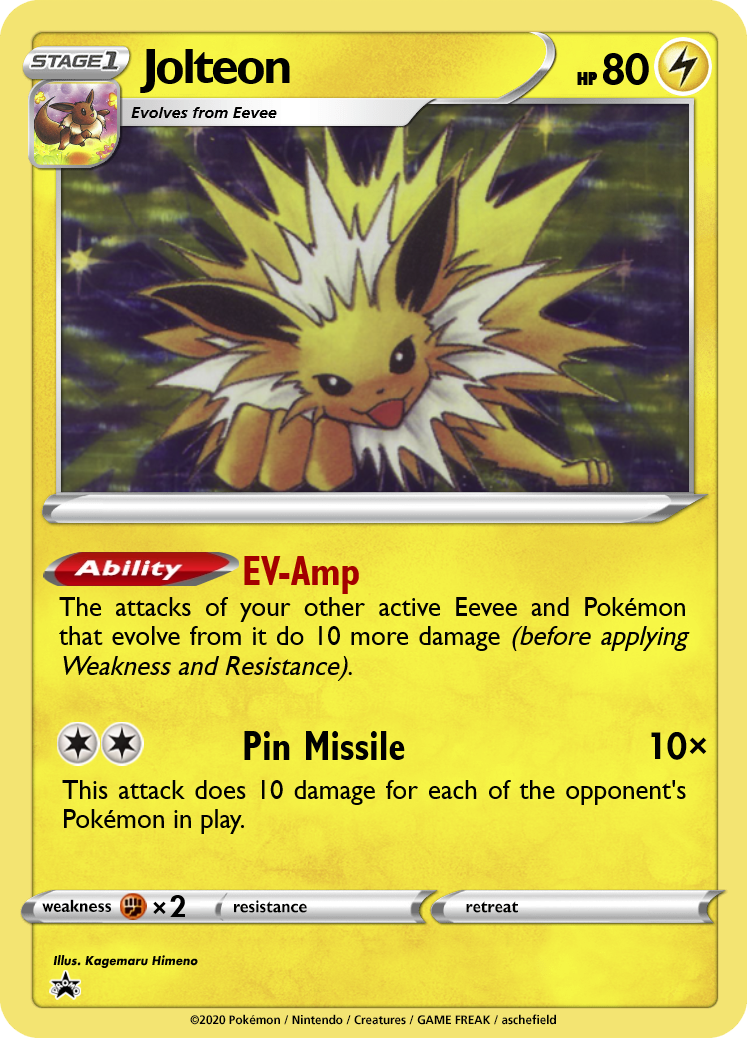 STAGE1
Jolteon
HP 80
Evolves from Eevee
Ability EV-Amp
The attacks of your other active Eevee and Pokémon
that evolve from it do 10 more damage (before applying
Weakness and Resistance).
Pin Missile 10×
This attack does 10 damage for each of the opponent's
Pokémon in play.
weakness ×2 resistance retreat
Illus. Kagemaru Himeno
PROMO
©2020 Pokémon / Nintendo / Creatures / GAME FREAK / aschefield